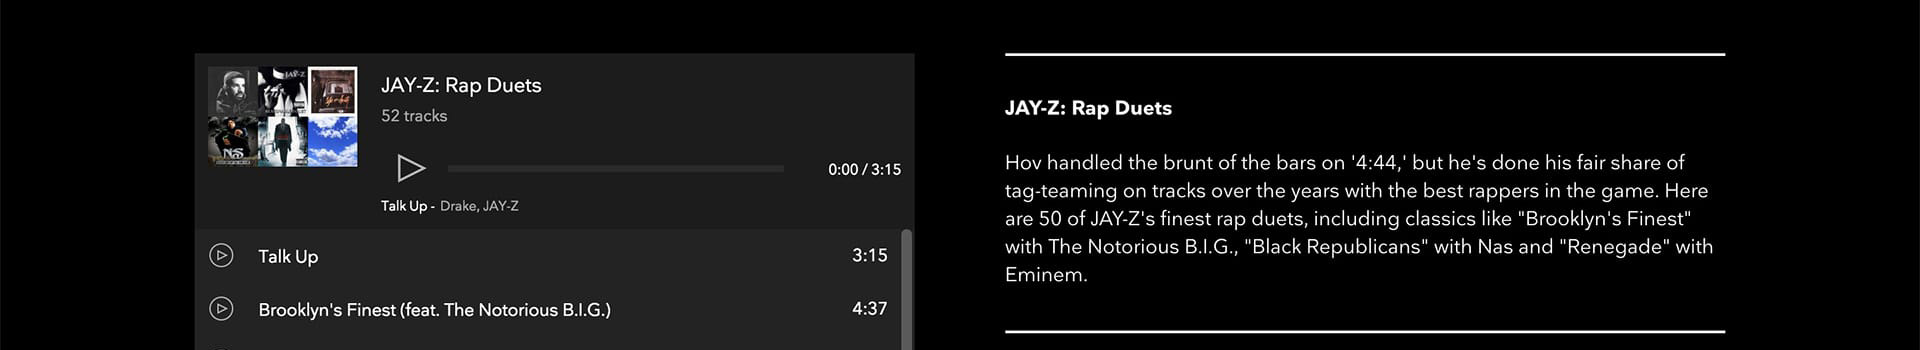 JAY-Z: Rap Duets
52 tracks
0:00 / 3:15
Talk Up - Drake, JAY-Z
Talk Up 3:15
Brooklyn's Finest (feat. The Notorious B.I.G.) 4:37
JAY-Z: Rap Duets
Hov handled the brunt of the bars on '4:44,' but he's done his fair share of
tag-teaming on tracks over the years with the best rappers in the game. Here
are 50 of JAY-Z's finest rap duets, including classics like "Brooklyn's Finest"
with The Notorious B.I.G., "Black Republicans" with Nas and "Renegade" with
Eminem.